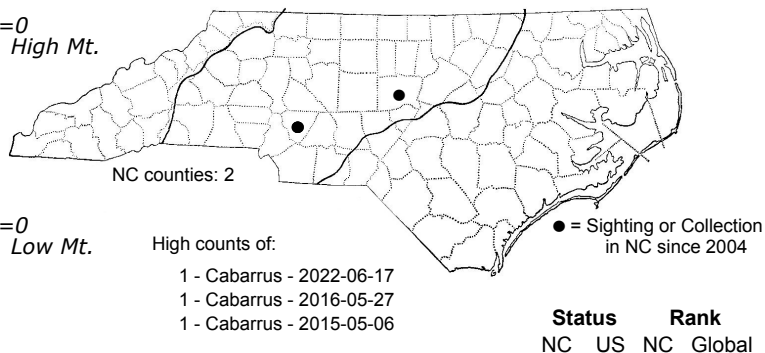 =0
High Mt.
NC counties: 2
=0
Low Mt.
High counts of:
1 - Cabarrus - 2022-06-17
1 - Cabarrus - 2016-05-27
1 - Cabarrus - 2015-05-06
● = Sighting or Collection
in NC since 2004
Status Rank
NC US NC Global